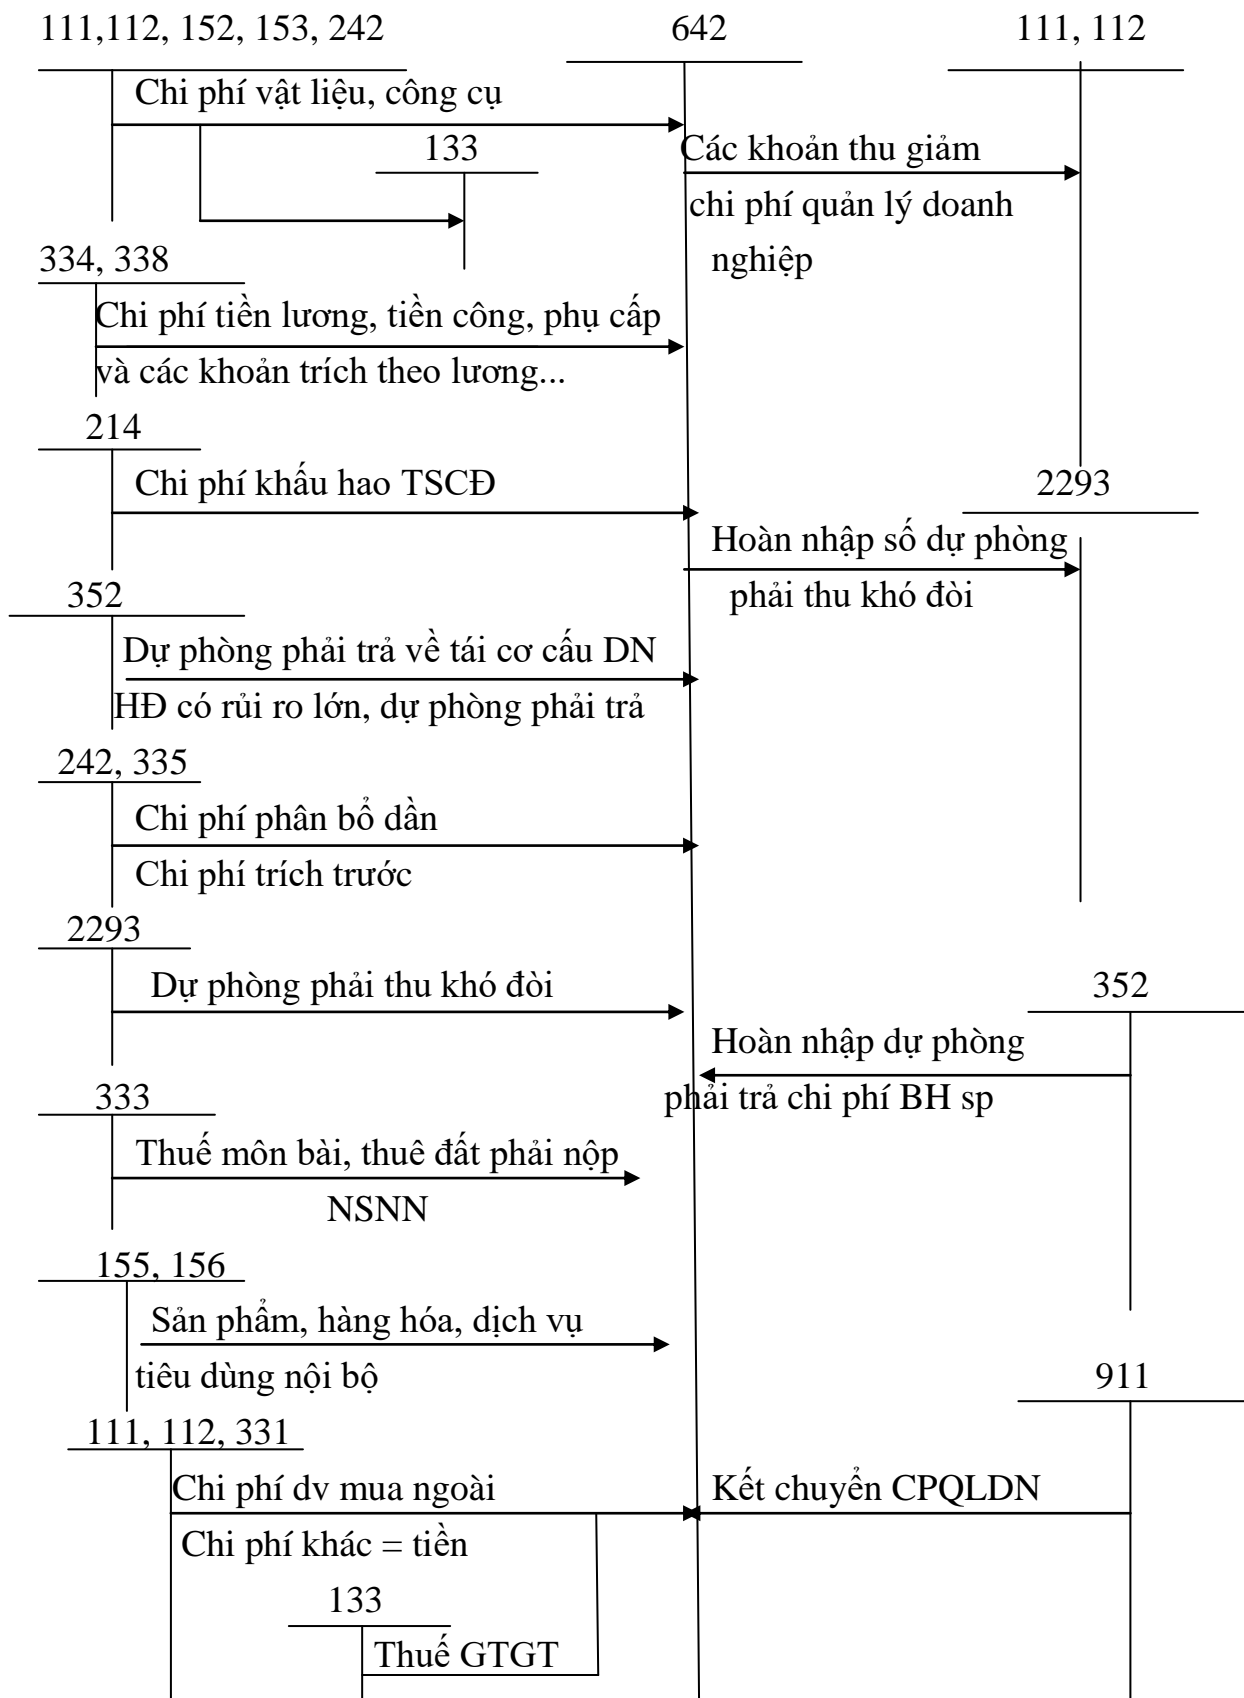 111,112, 152, 153, 242
642
111, 112
Chi phí vật liệu, công cụ
133
Các khoản thu giảm
chi phí quản lý doanh
nghiệp
334, 338
Chi phí tiền lương, tiền công, phụ cấp
và các khoản trích theo lương...
214
Chi phí khấu hao TSCĐ
2293
Hoàn nhập số dự phòng
phải thu khó đòi
352
Dự phòng phải trả về tái cơ cấu DN
HĐ có rủi ro lớn, dự phòng phải trả
242, 335
Chi phí phân bổ dần
Chi phí trích trước
2293
Dự phòng phải thu khó đòi
352
Hoàn nhập dự phòng
phải trả chi phí BH sp
333
Thuế môn bài, thuê đất phải nộp
NSNN
155, 156
Sản phẩm, hàng hóa, dịch vụ
tiêu dùng nội bộ
911
111, 112, 331
Chi phí dv mua ngoài
Kết chuyển CPQLDN
Chi phí khác = tiền
133
Thuế GTGT